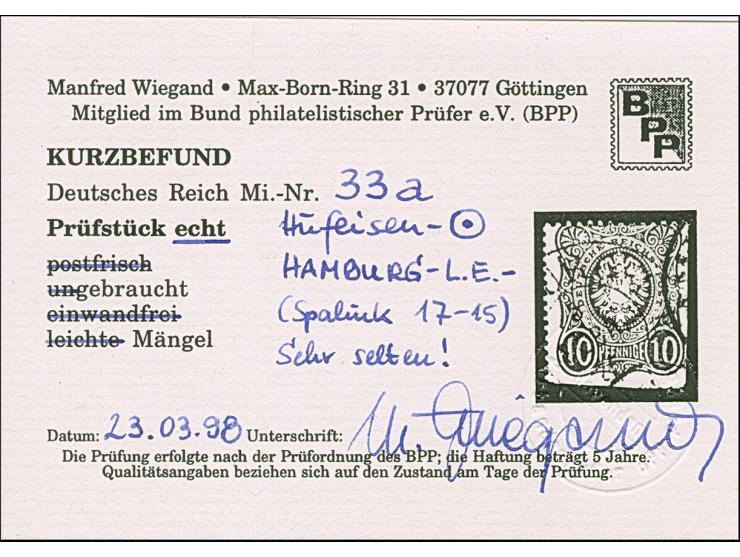 Manfred Wiegand • Max-Born-Ring 31 • 37077 Göttingen
Mitglied im Bund philatelistischer Prüfer e.V. (BPP)
BPP
KURZBEFUND
Deutsches Reich Mi.-Nr. 33a
Prüfstück echt Hufeisen-
postfrisch HAMBURG-L.E.-
ungebraucht
einwandfrei (Spalink 17-15)
leichte Mängel Sehr selten!
REICHS
10 PFENNIGE 10
Datum: 23.03.98 Unterschrift: M. Wiegand
Die Prüfung erfolgte nach der Prüfordnung des BPP; die Haftung beträgt 5 Jahre.
Qualitätsangaben beziehen sich auf den Zustand am Tage der Prüfung.